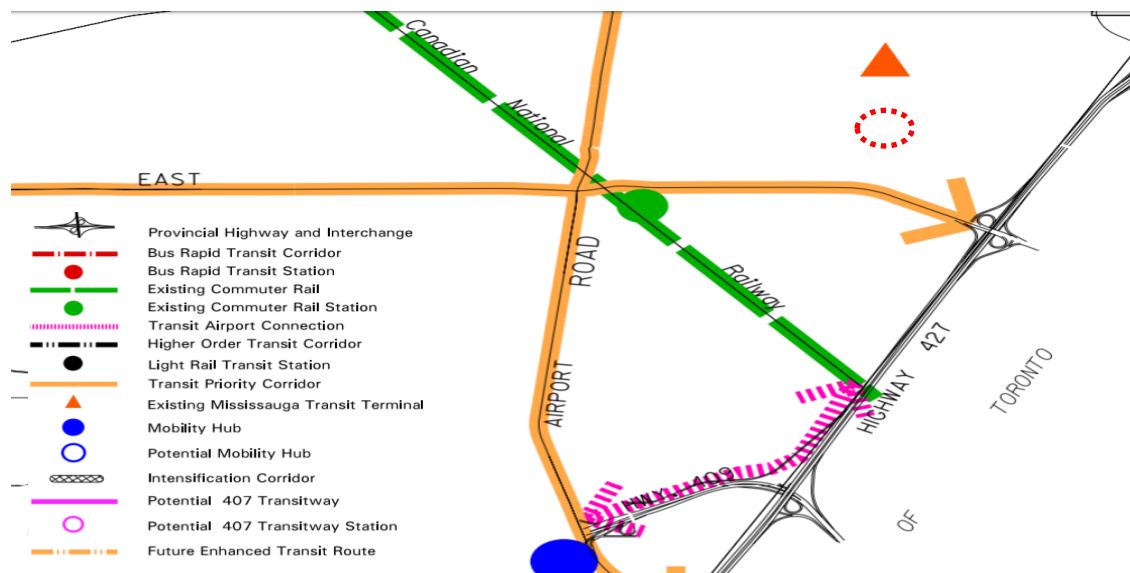 Canadian
National
EAST
ROAD
Railway
427
HIGHWAY
TORONTO
AIRPORT
HWY. 409
OF
Provincial Highway and Interchange
Bus Rapid Transit Corridor
Bus Rapid Transit Station
Existing Commuter Rail
Existing Commuter Rail Station
Transit Airport Connection
Higher Order Transit Corridor
Light Rail Transit Station
Transit Priority Corridor
Existing Mississauga Transit Terminal
Mobility Hub
Potential Mobility Hub
Intensification Corridor
Potential 407 Transitway
Potential 407 Transitway Station
Future Enhanced Transit Route